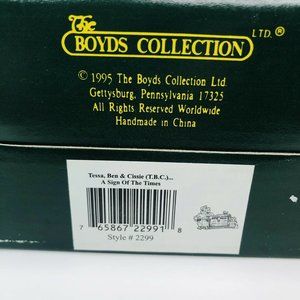 The
LTD.®
BOYDS COLLECTION
© 1995 The Boyds Collection Ltd.
Gettysburg, Pennsylvania 17325
All Rights Reserved Worldwide
Handmade in China
Tessa, Ben & Cissie (T.B.C.)...
A Sign Of The Times
7 65867 22991 8
Style # 2299